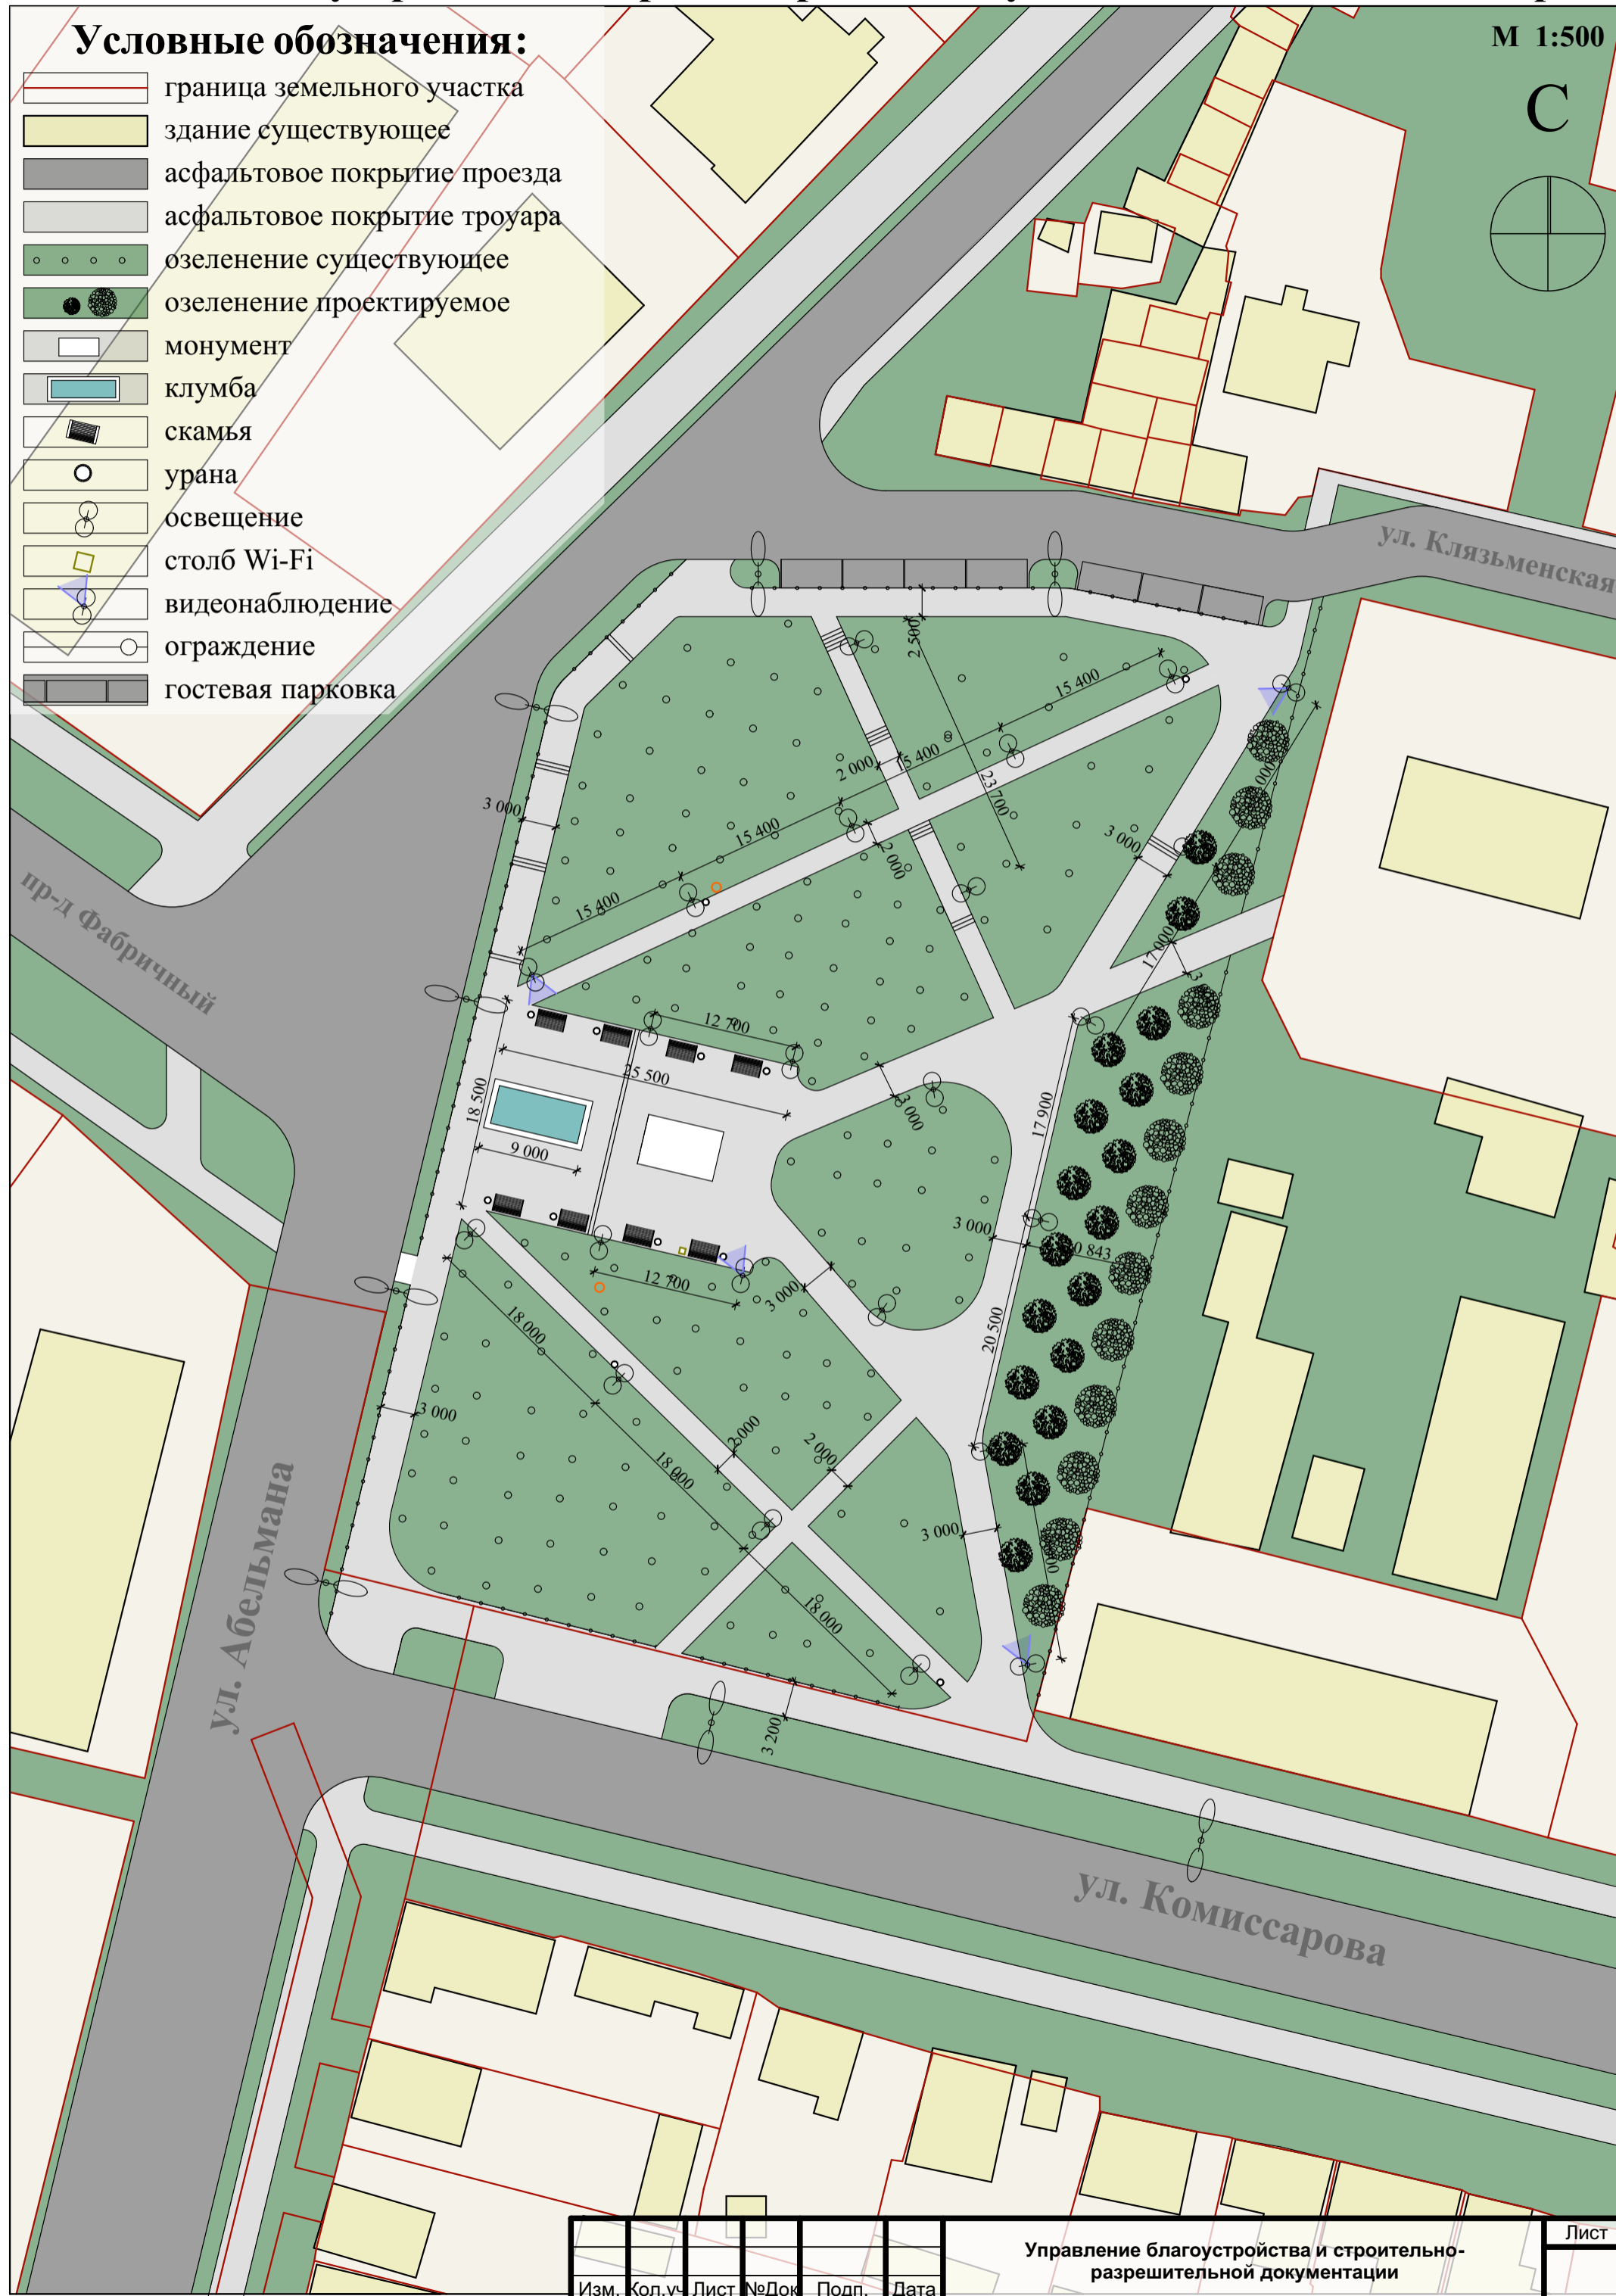 Условные обозначения:
граница земельного участка
здание существующее
асфальтовое покрытие проезда
асфальтовое покрытие троуара
озеленение существующее
озеленение проектируемое
монумент
клумба
скамья
урана
освещение
столб Wi-Fi
видеонаблюдение
ограждение
гостевая парковка
М 1:500
С
ул. Клязьменская
2 500
15 400
2 000
15 400
23 700
3 000
15 400
2 000
3 000
15 400
17 000
пр-д Фабричный
12 700
25 500
18 500
3 000
17 900
9 000
3 000
12 700
3 000
18 000
20 500
3 000
2 000
2 000
18 000
3 000
18 000
3 200
ул. Абельмана
ул. Комиссарова
Управление благоустройства и строительно-
разрешительной документации
Лист
Изм. Кол.уч Лист №Док Подп. Дата